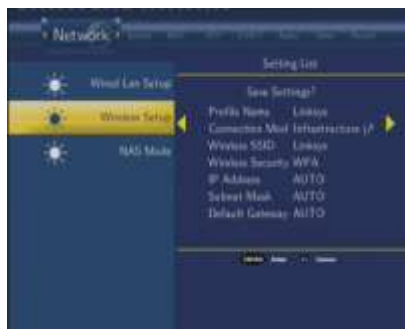 Network
Setting List
Wired Lan Setup
Save Settings?
Wireless Setup
Profile Name Linksys
Connection Mod Infrastructure (A
Wireless SSID Linksys
NAS Mode
Wireless Security WPA
IP Address AUTO
Subnet Mask AUTO
Default Gateway AUTO